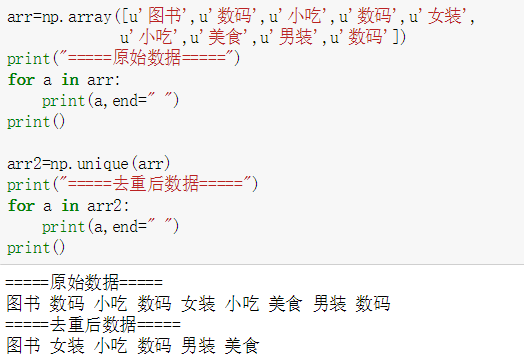 arr=np.array([u'图书',u'数码',u'小吃',u'数码',u'女装',
u'小吃',u'美食',u'男装',u'数码'])
print("=====原始数据=====")
for a in arr:
print(a,end=" ")
print()
arr2=np.unique(arr)
print("=====去重后数据=====")
for a in arr2:
print(a,end=" ")
print()
=====原始数据=====
图书 数码 小吃 数码 女装 小吃 美食 男装 数码
=====去重后数据=====
图书 女装 小吃 数码 男装 美食